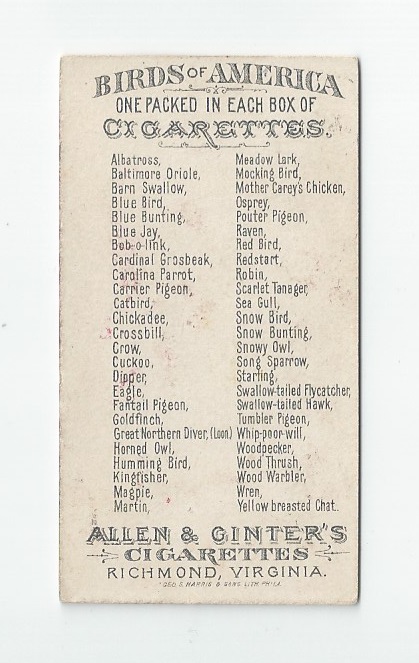 BIRDS OF AMERICA
ONE PACKED IN EACH BOX OF
CIGARETTES.
Albatross,
Baltimore Oriole,
Barn Swallow,
Blue Bird,
Blue Bunting,
Blue Jay,
Bob-o-link,
Cardinal Grosbeak,
Carolina Parrot,
Carrier Pigeon,
Catbird,
Chickadee,
Crossbill,
Crow,
Cuckoo,
Dipper,
Eagle,
Fantail Pigeon,
Goldfinch,
Great Northern Diver, (Loon)
Horned Owl,
Humming Bird,
Kingfisher,
Magpie,
Martin,
Meadow Lark,
Mocking Bird,
Mother Carey's Chicken,
Osprey,
Pouter Pigeon,
Raven,
Red Bird,
Redstart,
Robin,
Scarlet Tanager,
Sea Gull,
Snow Bird,
Snow Bunting,
Snowy Owl,
Song Sparrow,
Starling,
Swallow-tailed Flycatcher,
Swallow-tailed Hawk,
Tumbler Pigeon,
Whip-poor-will,
Woodpecker,
Wood Thrush,
Wood Warbler,
Wren,
Yellow breasted Chat.
ALLEN & GINTER'S
CIGARETTES
RICHMOND, VIRGINIA.
GEO. S. HARRIS & SONS. LITH. PHILA.